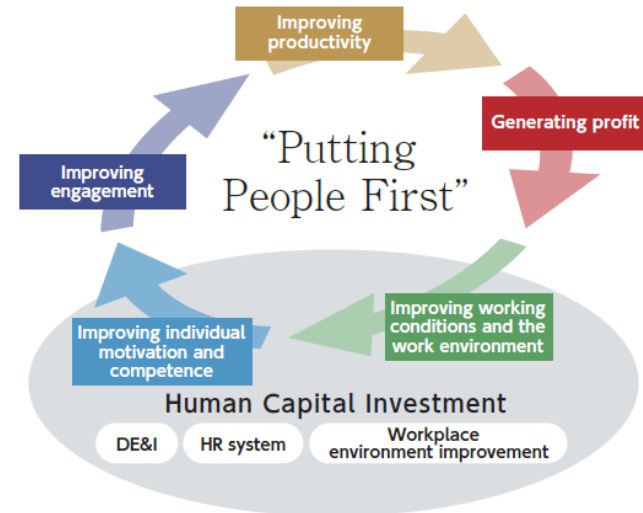 Improving
productivity
Generating profit
“Putting
People First”
Improving
engagement
Improving working
conditions and the
work environment
Improving individual
motivation and
competence
Human Capital Investment
DE&I
HR system
Workplace
environment improvement